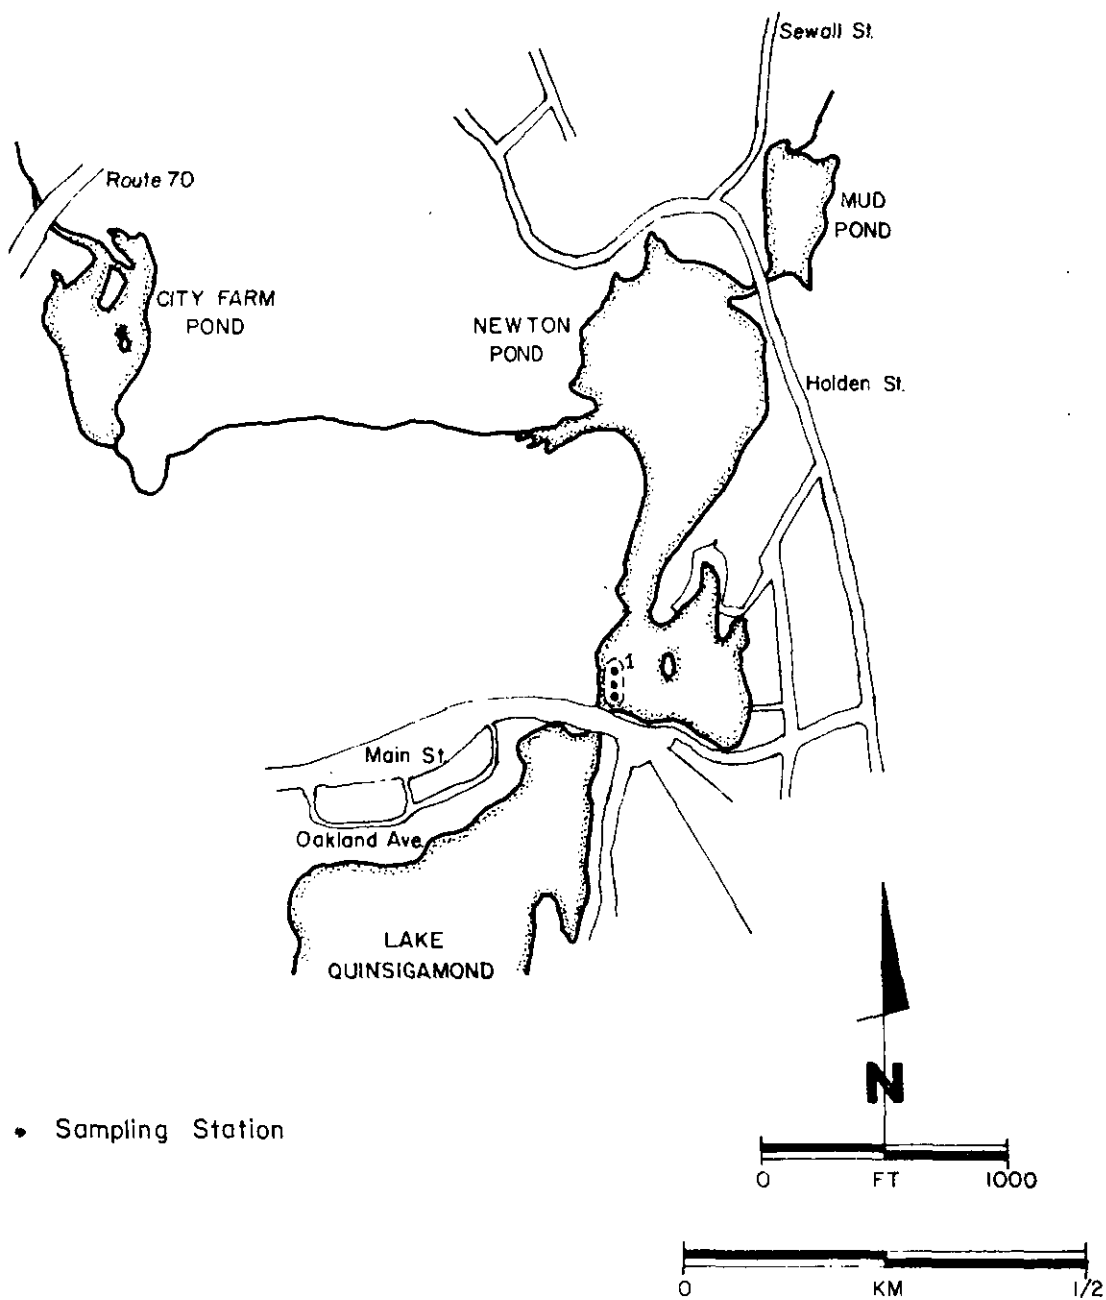 Sewall St.
Route 70
MUD
POND
CITY FARM
POND
NEWTON
POND
Holden St.
1
Main St.
Oakland Ave.
LAKE
QUINSIGAMOND
N
• Sampling Station
0 FT 1000
0 KM 1/2